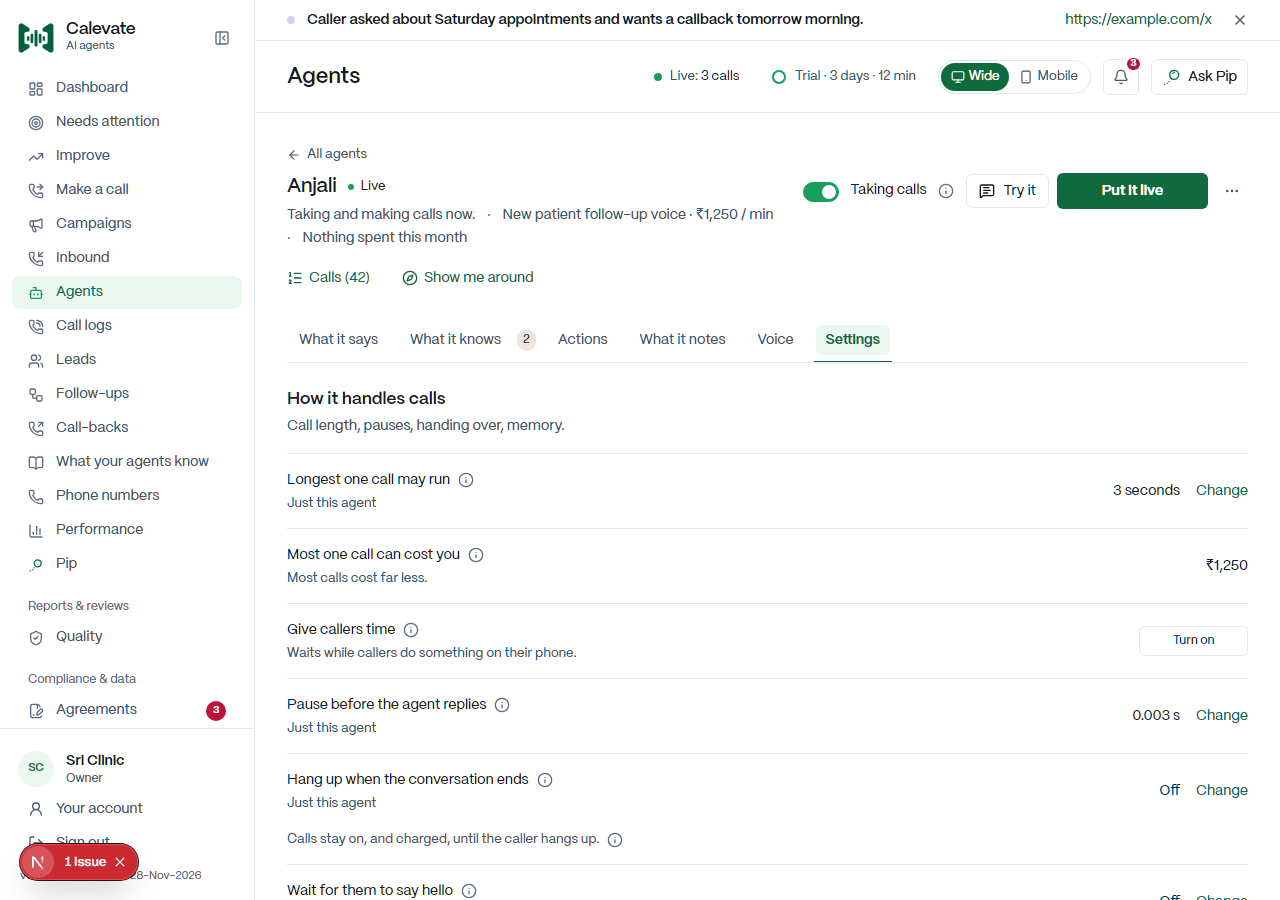 Calevate
AI agents
Dashboard
Needs attention
Improve
Make a call
Campaigns
Inbound
Agents
Call logs
Leads
Follow-ups
Call-backs
What your agents know
Phone numbers
Performance
Pip
Reports & reviews
Quality
Compliance & data
Agreements 3
SC
Sri Clinic
Owner
Your account
Sign out
N 1 Issue
28-Nov-2026
Caller asked about Saturday appointments and wants a callback tomorrow morning. https://example.com/x
Agents
Live: 3 calls
Trial · 3 days · 12 min
Wide Mobile
3
Ask Pip
All agents
Anjali Live
Taking and making calls now. · New patient follow-up voice · ₹1,250 / min
· Nothing spent this month
Taking calls
Try it
Put it live
Calls (42) Show me around
What it says What it knows 2 Actions What it notes Voice Settings
How it handles calls
Call length, pauses, handing over, memory.
Longest one call may run
Just this agent
3 seconds Change
Most one call can cost you
Most calls cost far less.
₹1,250
Give callers time
Waits while callers do something on their phone.
Turn on
Pause before the agent replies
Just this agent
0.003 s Change
Hang up when the conversation ends
Just this agent
Off Change
Calls stay on, and charged, until the caller hangs up.
Wait for them to say hello
Off Change